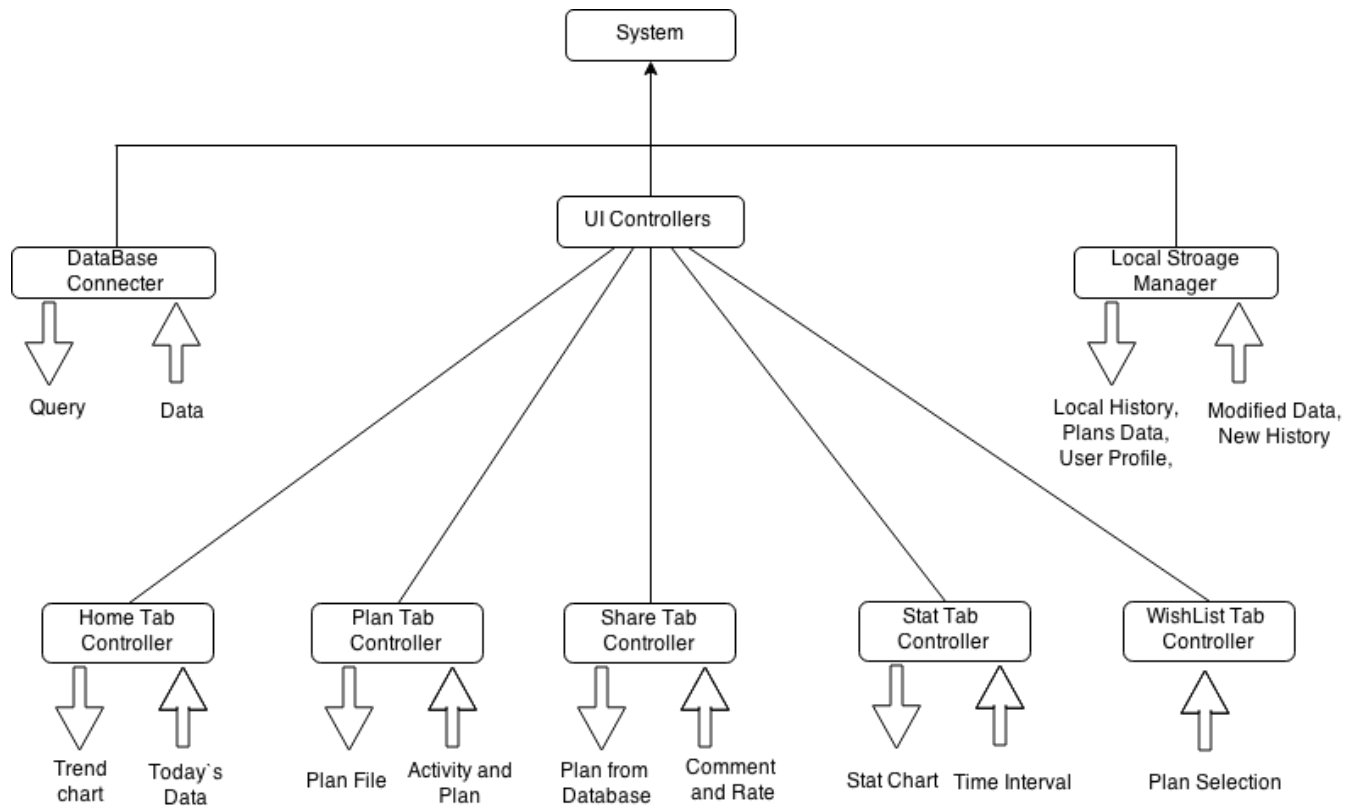 System
UI Controllers
DataBase
Connecter
Local Stroage
Manager
Query
Data
Local History,
Plans Data,
User Profile,
Modified Data,
New History
Home Tab
Controller
Plan Tab
Controller
Share Tab
Controller
Stat Tab
Controller
WishList Tab
Controller
Trend
chart
Today`s
Data
Plan File
Activity and
Plan
Plan from
Database
Comment
and Rate
Stat Chart
Time Interval
Plan Selection